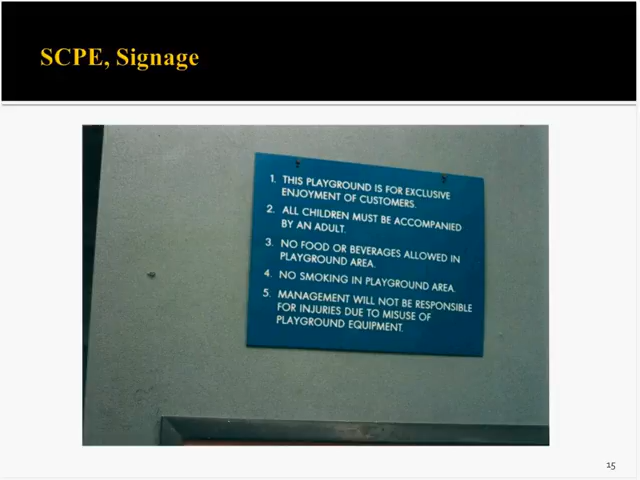 SCPE, Signage
1. THIS PLAYGROUND IS FOR EXCLUSIVE
ENJOYMENT OF CUSTOMERS.
2. ALL CHILDREN MUST BE ACCOMPANIED
BY AN ADULT.
3. NO FOOD OR BEVERAGES ALLOWED IN
PLAYGROUND AREA.
4. NO SMOKING IN PLAYGROUND AREA.
5. MANAGEMENT WILL NOT BE RESPONSIBLE
FOR INJURIES DUE TO MISUSE OF
PLAYGROUND EQUIPMENT.
15